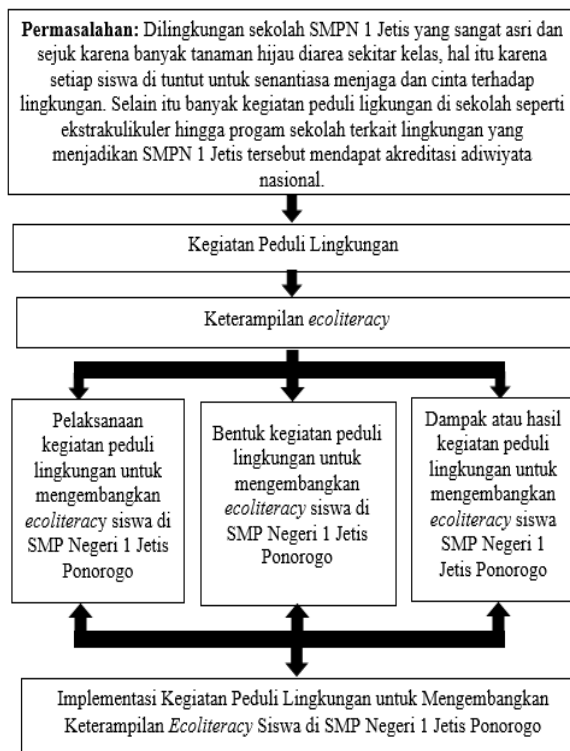 Permasalahan: Dilingkungan sekolah SMPN 1 Jetis yang sangat asri dan
sejuk karena banyak tanaman hijau diarea sekitar kelas, hal itu karena
setiap siswa di tuntut untuk senantiasa menjaga dan cinta terhadap
lingkungan. Selain itu banyak kegiatan peduli ligkungan di sekolah seperti
ekstrakulikuler hingga progam sekolah terkait lingkungan yang
menjadikan SMPN 1 Jetis tersebut mendapat akreditasi adiwiyata
nasional.
Kegiatan Peduli Lingkungan
Keterampilan ecoliteracy
Pelaksanaan
kegiatan peduli
lingkungan untuk
mengembangkan
ecoliteracy siswa di
SMP Negeri 1 Jetis
Ponorogo
Bentuk kegiatan peduli
lingkungan untuk
mengembangkan
ecoliteracy siswa di
SMP Negeri 1 Jetis
Ponorogo
Dampak atau hasil
kegiatan peduli
lingkungan untuk
mengembangkan
ecoliteracy siswa
SMP Negeri 1
Jetis Ponorogo
Implementasi Kegiatan Peduli Lingkungan untuk Mengembangkan
Keterampilan Ecoliteracy Siswa di SMP Negeri 1 Jetis Ponorogo